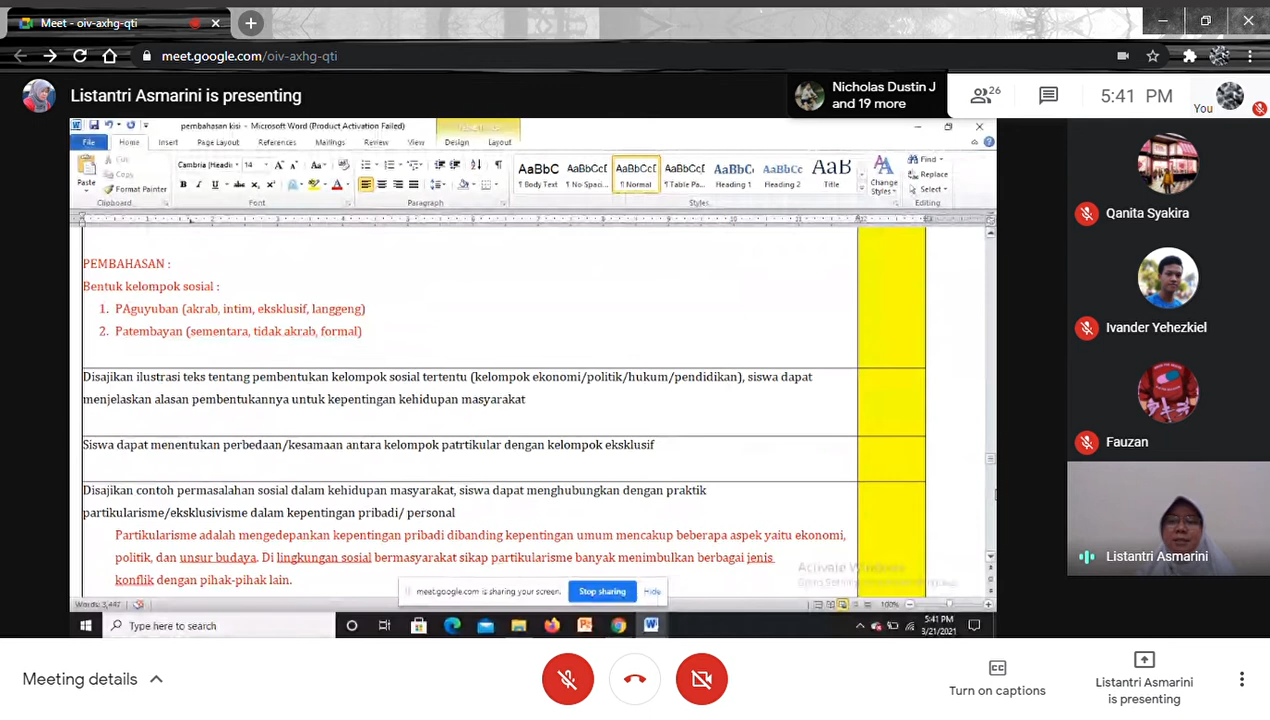 Meet - oiv-axhg-qti
meet.google.com/oiv-axhg-qti
Listantri Asmarini is presenting
Nicholas Dustin J
and 19 more
26
5:41 PM
You
pembahasan kisi - Microsoft Word (Product Activation Failed)
File Home Insert Page Layout References Mailings Review View Design Layout
Paste
Cut
Copy
Format Painter
Clipboard
Cambria (Headi 14
Font
Paragraph
AaBbC AaBbCcI AaBbCcI AaBbCcI AaBbC AaBbCc AaB
¶ Body Text ¶ No Spaci... ¶ Normal ¶ Table Pa... Heading 1 Heading 2 Title
Styles
Change
Styles
Find
Replace
Select
Editing
PEMBAHASAN :
Bentuk kelompok sosial :
1. PAguyuban (akrab, intim, eksklusif, langgeng)
2. Patembayan (sementara, tidak akrab, formal)
Disajikan ilustrasi teks tentang pembentukan kelompok sosial tertentu (kelompok ekonomi/politik/hukum/pendidikan), siswa dapat
menjelaskan alasan pembentukannya untuk kepentingan kehidupan masyarakat
Siswa dapat menentukan perbedaan/kesamaan antara kelompok patrtikular dengan kelompok eksklusif
Disajikan contoh permasalahan sosial dalam kehidupan masyarakat, siswa dapat menghubungkan dengan praktik
partikularisme/eksklusivisme dalam kepentingan pribadi/ personal
Partikularisme adalah mengedepankan kepentingan pribadi dibanding kepentingan umum mencakup beberapa aspek yaitu ekonomi,
politik, dan unsur budaya. Di lingkungan sosial bermasyarakat sikap partikularisme banyak menimbulkan berbagai jenis
konflik dengan pihak-pihak lain.
Activate Windows
meet.google.com is sharing your screen.
Stop sharing
Hide
Words: 3,447
100%
Type here to search
5:41 PM
3/21/2021
Qanita Syakira
Ivander Yehezkiel
Fauzan
Listantri Asmarini
Meeting details
Turn on captions
Listantri Asmarini
is presenting